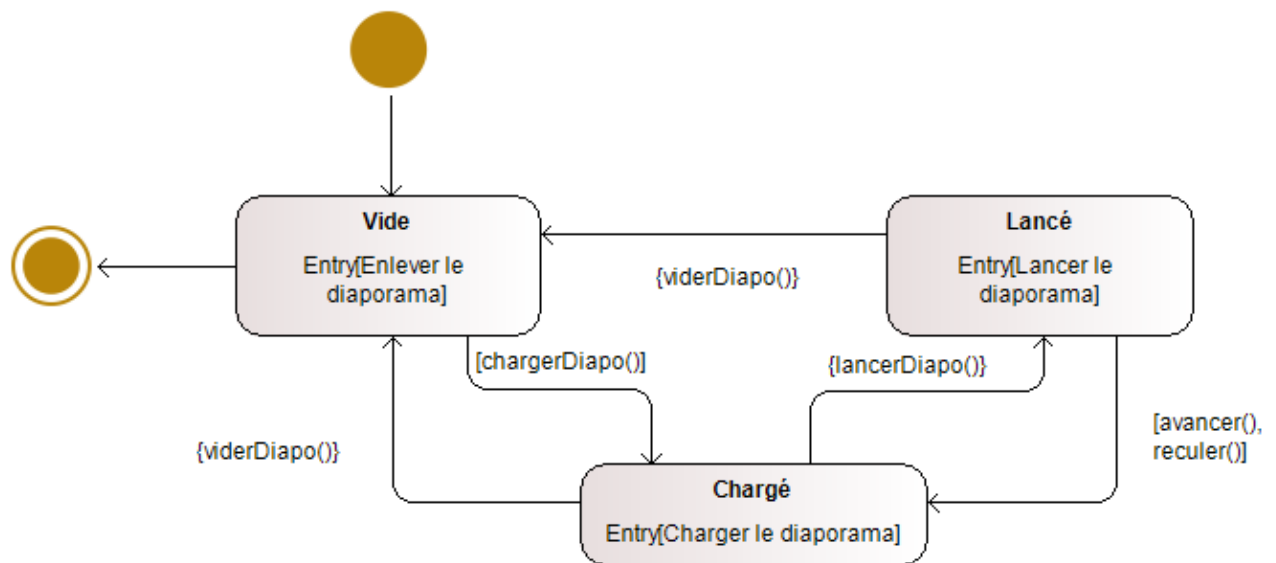 Vide
Entry[Enlever le
diaporama]
Lancé
Entry[Lancer le
diaporama]
{viderDiapo()}
[chargerDiapo()]
{lancerDiapo()}
[avancer(),
reculer()]
{viderDiapo()}
Chargé
Entry[Charger le diaporama]